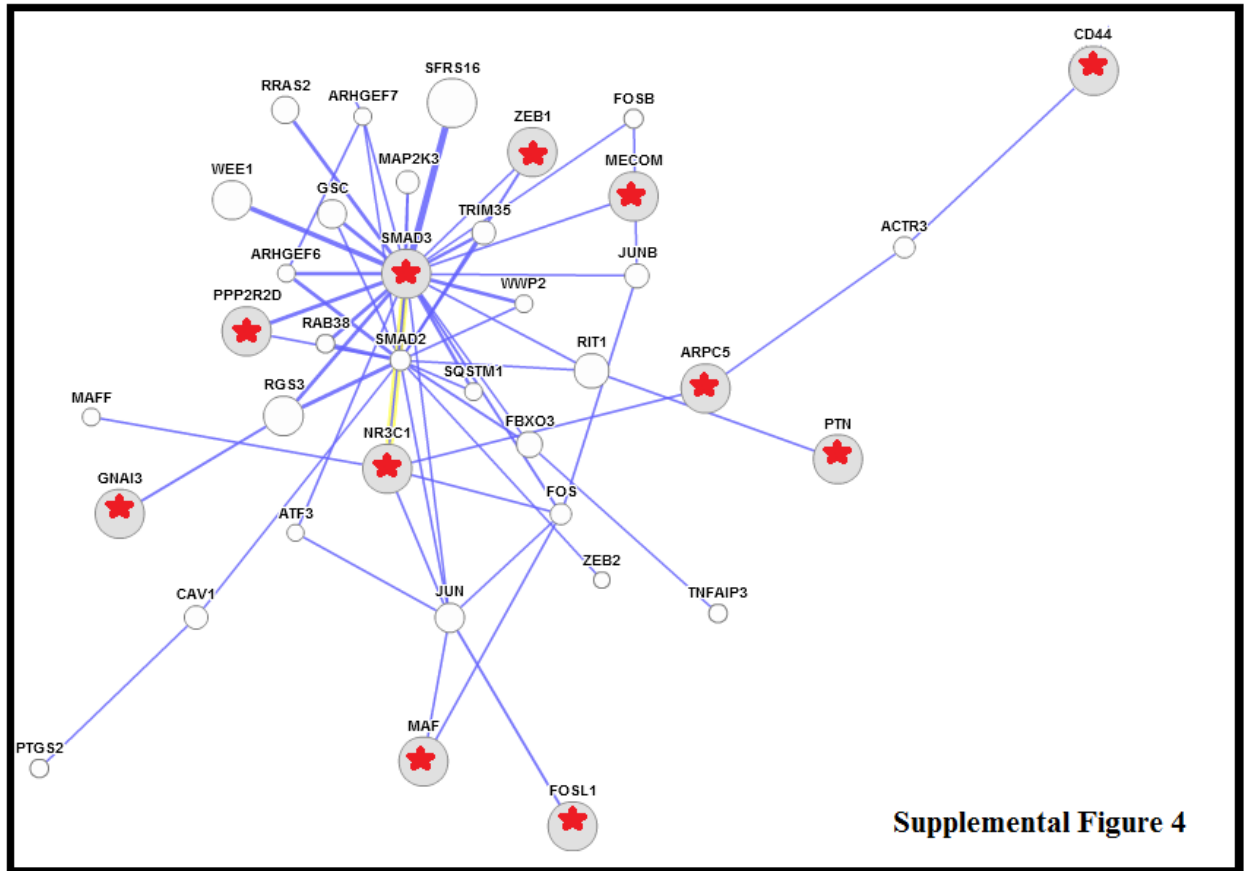 CD44
SFRS16
RRAS2
ARHGEF7
FOSB
ZEB1
MAP2K3
MECOM
WEE1
GSC
TRIM35
ACTR3
SMAD3
ARHGEF6
JUNB
WWP2
PPP2R2D
RAB38
SMAD2
RIT1
ARPC5
SQSTM1
RGS3
MAFF
FBXO3
PTN
NR3C1
GNAI3
FOS
ATF3
ZEB2
JUN
TNFAIP3
CAV1
MAF
PTGS2
FOSL1
Supplemental Figure 4